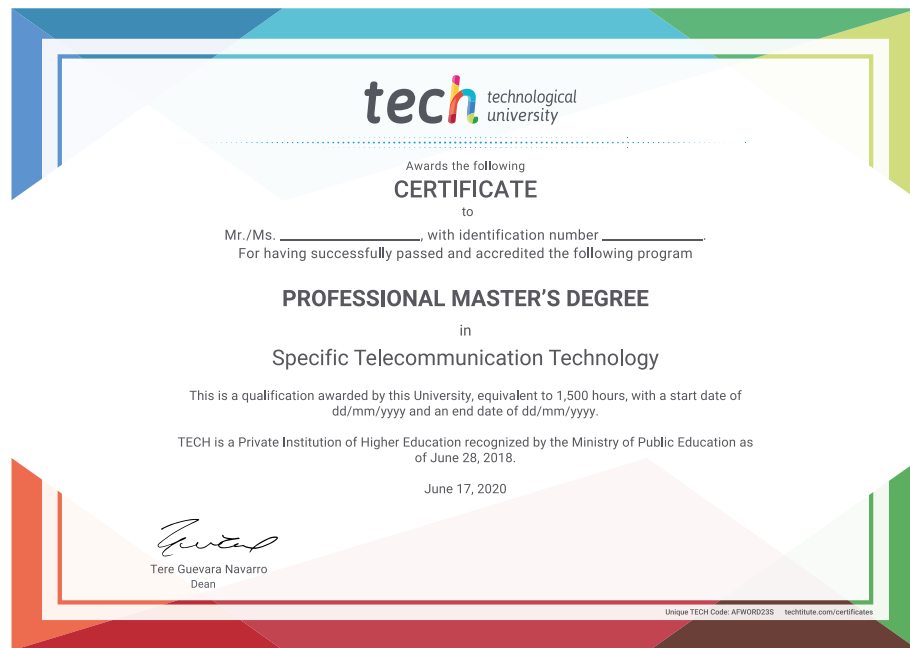 tech technological
university
Awards the following
CERTIFICATE
to
Mr./Ms. ____________________, with identification number ______________.
For having successfully passed and accredited the following program
PROFESSIONAL MASTER'S DEGREE
in
Specific Telecommunication Technology
This is a qualification awarded by this University, equivalent to 1,500 hours, with a start date of
dd/mm/yyyy and an end date of dd/mm/yyyy.
TECH is a Private Institution of Higher Education recognized by the Ministry of Public Education as
of June 28, 2018.
June 17, 2020
Tere Guevara Navarro
Dean
Unique TECH Code: AFWORD23S techtitute.com/certificates